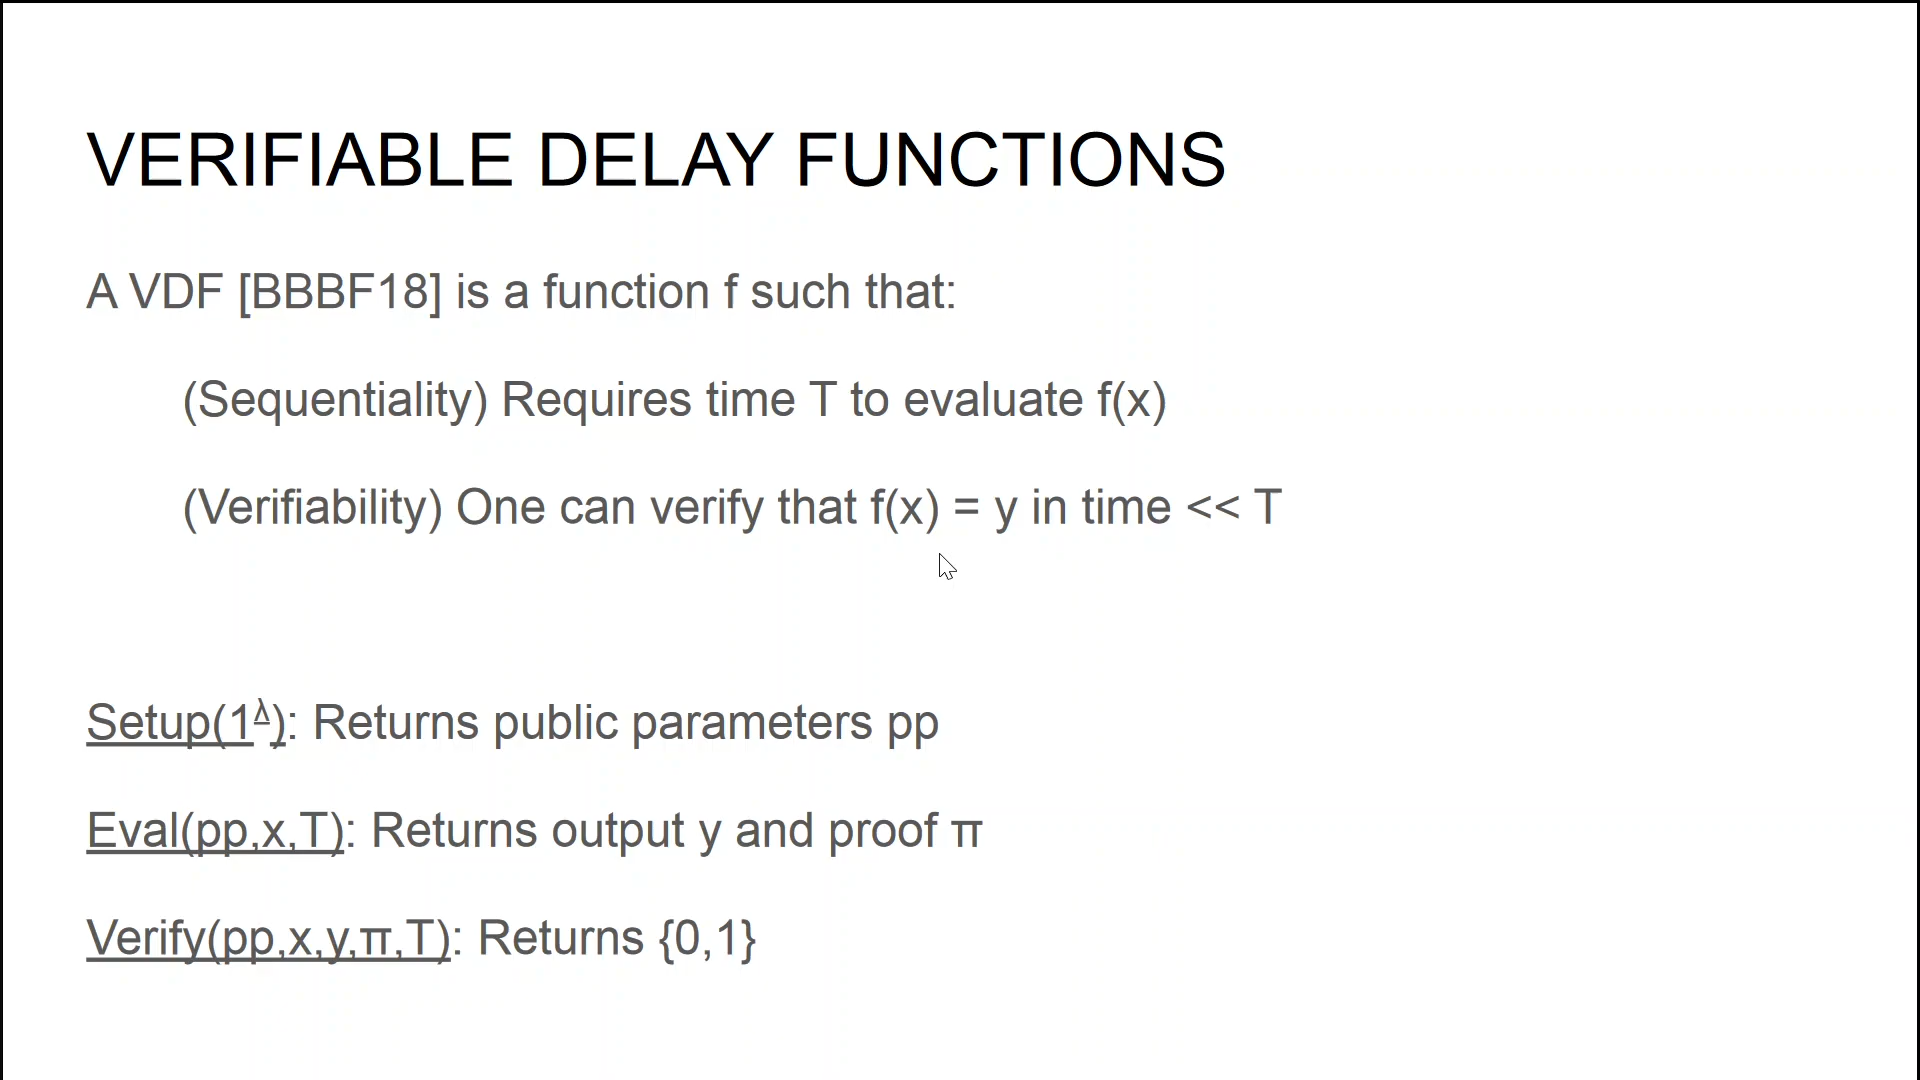 VERIFIABLE DELAY FUNCTIONS
A VDF [BBBF18] is a function f such that:
(Sequentiality) Requires time T to evaluate f(x)
(Verifiability) One can verify that f(x) = y in time << T
Setup(1^λ): Returns public parameters pp
Eval(pp,x,T): Returns output y and proof π
Verify(pp,x,y,π,T): Returns {0,1}